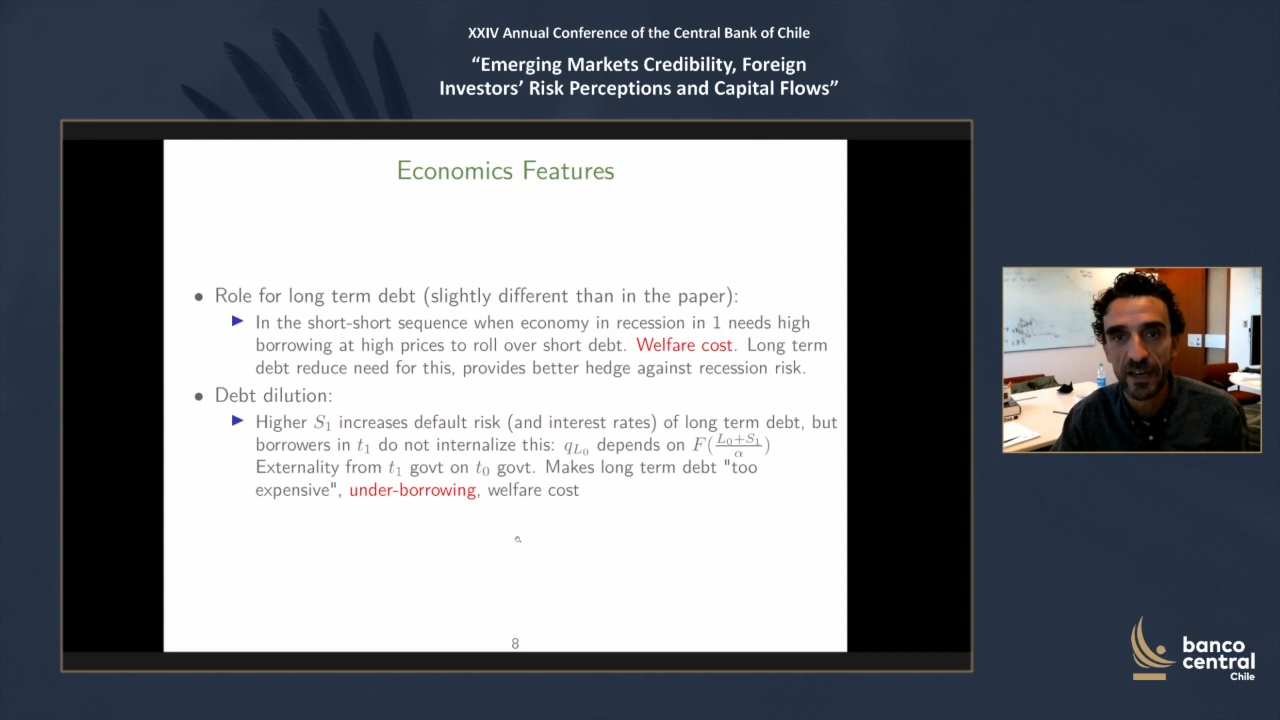 XXIV Annual Conference of the Central Bank of Chile
“Emerging Markets Credibility, Foreign
Investors’ Risk Perceptions and Capital Flows”
Economics Features
• Role for long term debt (slightly different than in the paper):
▶ In the short-short sequence when economy in recession in 1 needs high
borrowing at high prices to roll over short debt. Welfare cost. Long term
debt reduce need for this, provides better hedge against recession risk.
• Debt dilution:
▶ Higher S₁ increases default risk (and interest rates) of long term debt, but
borrowers in t₁ do not internalize this: q_{L₀} depends on F(\frac{L₀+S₁}{α})
Externality from t₁ govt on t₀ govt. Makes long term debt "too
expensive", under-borrowing, welfare cost
8
banco
central
Chile